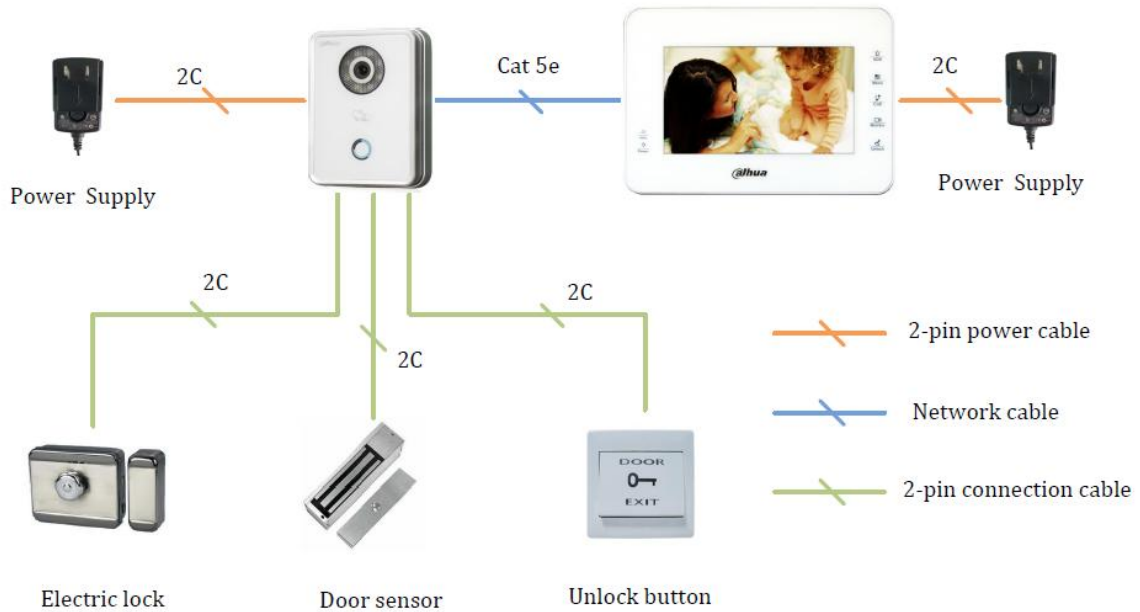 2C
Cat 5e
2C
alhua
Power Supply
Power Supply
2C
2C
2C
DOOR
EXIT
2-pin power cable
Network cable
2-pin connection cable
Electric lock
Door sensor
Unlock button